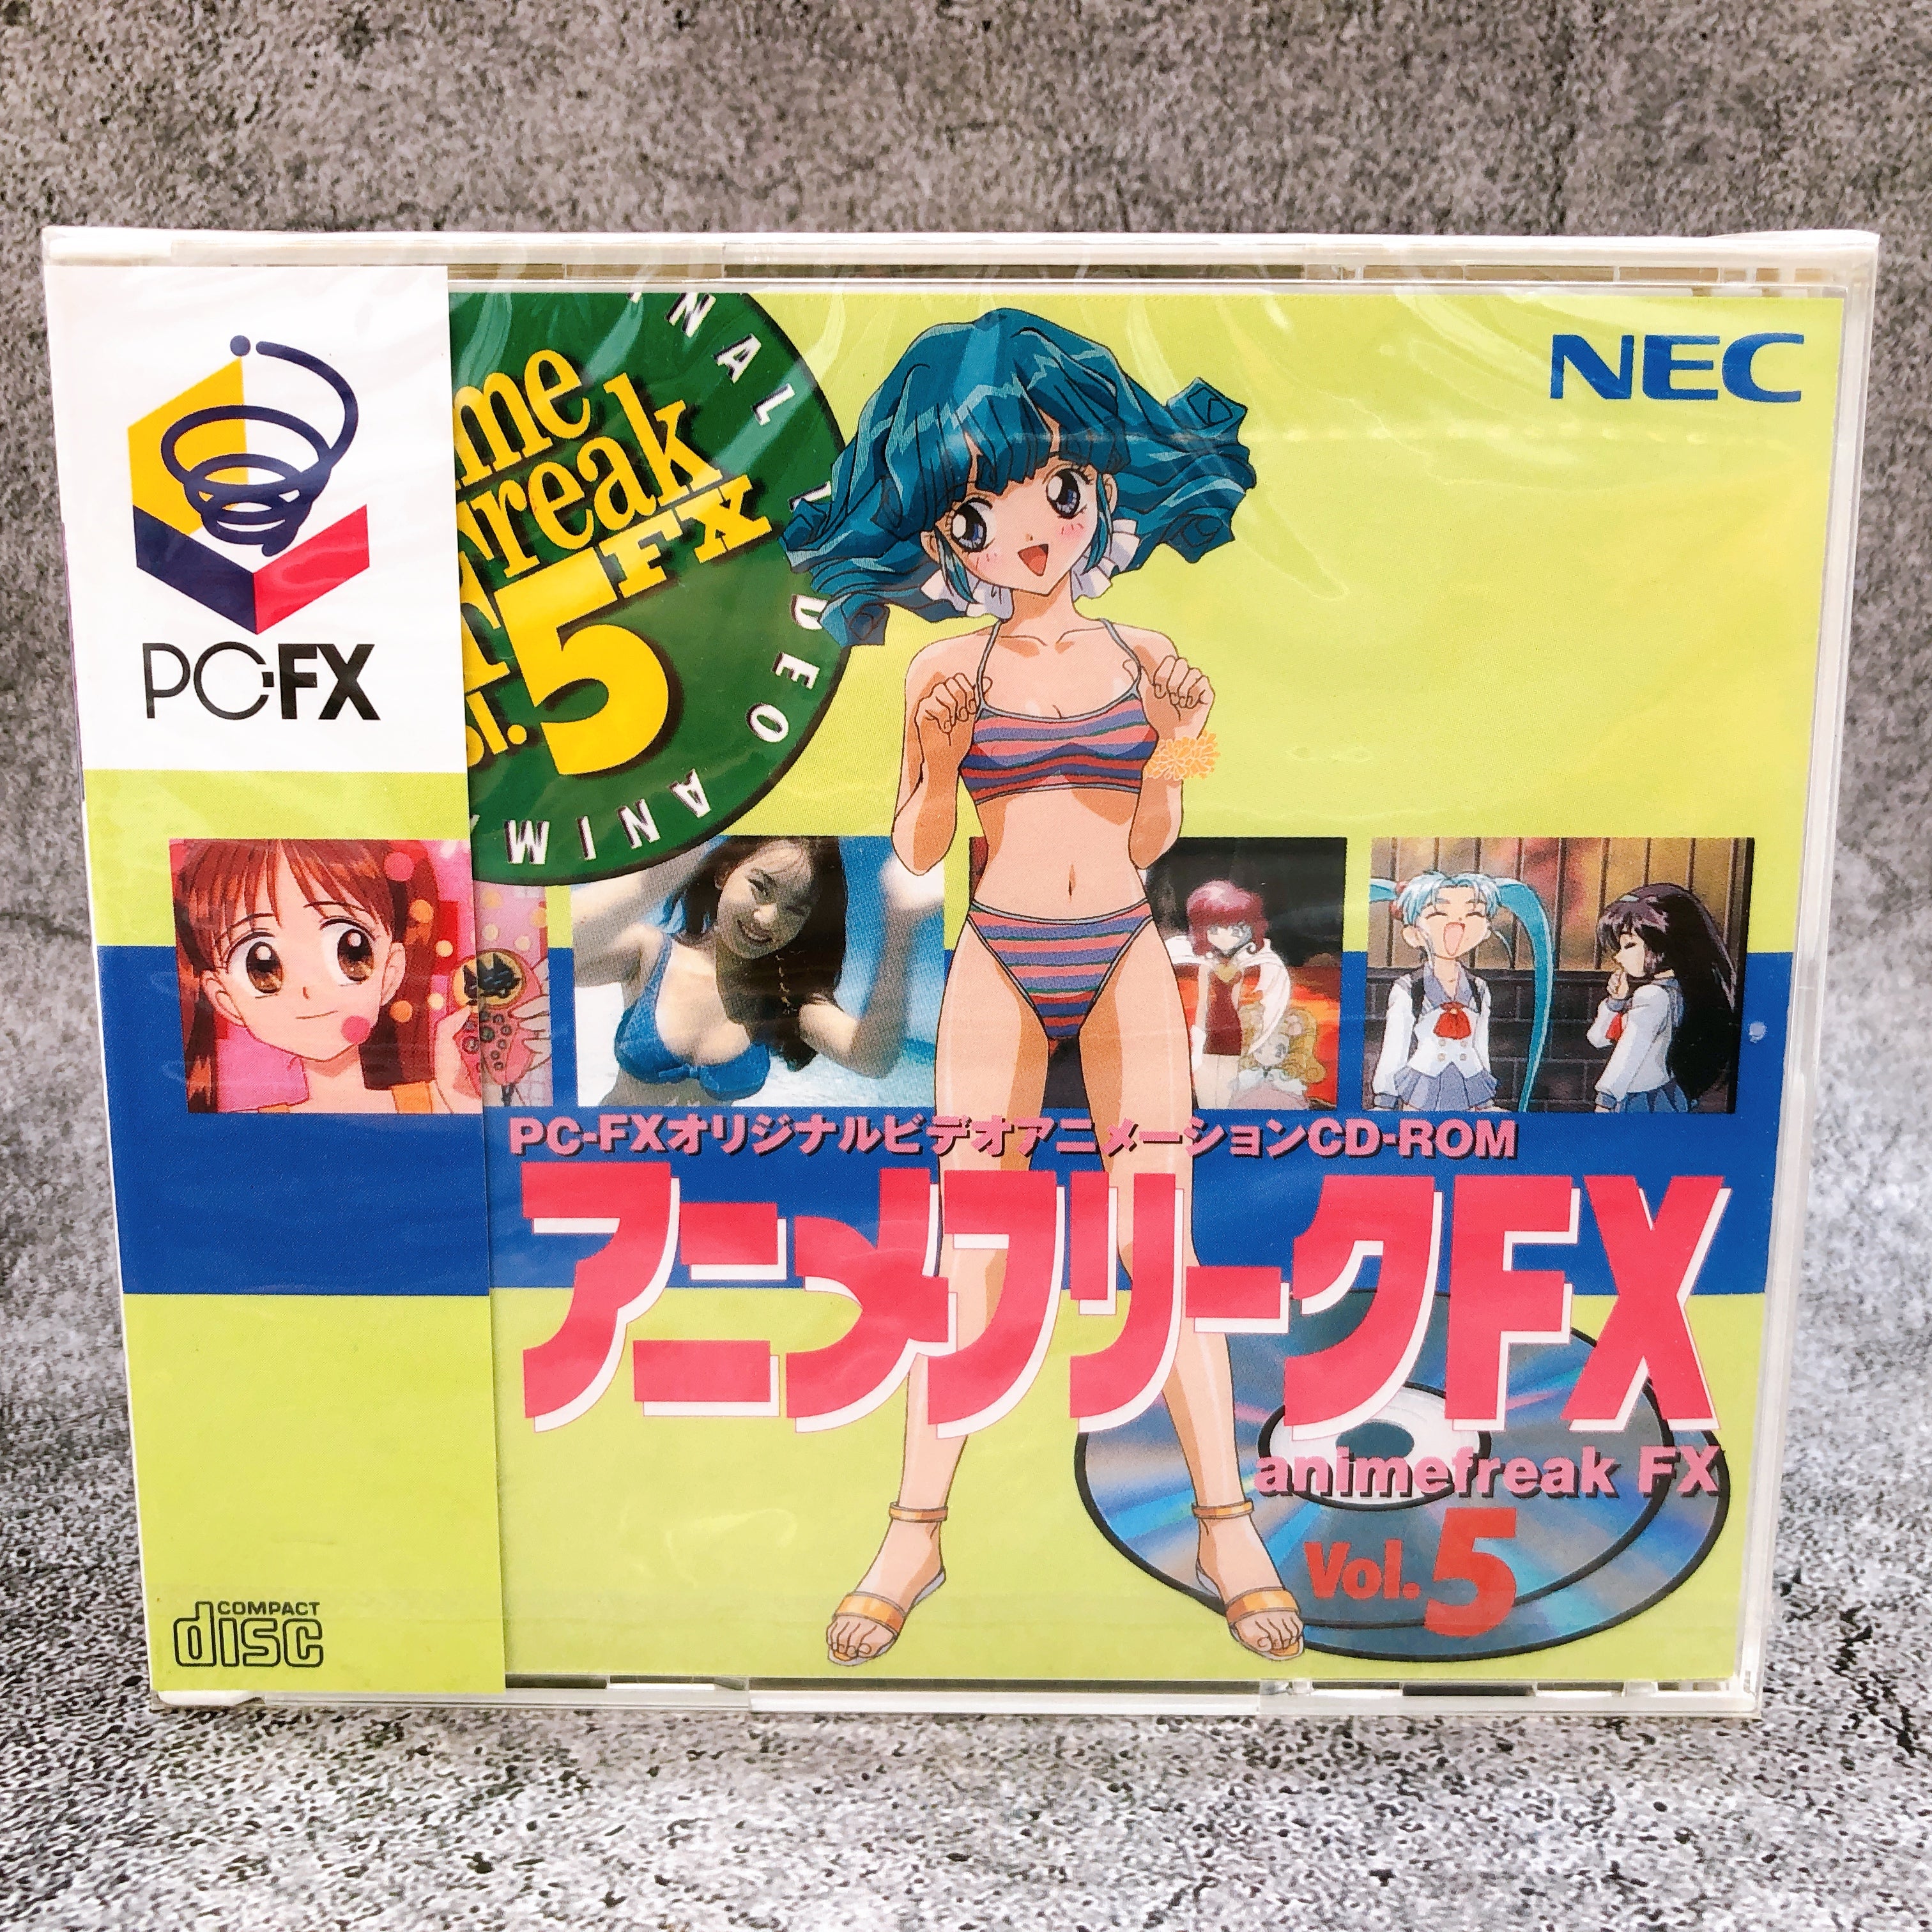 NEC
PC-FX
ime
Freak
FX
5
NAL
DEO
ANIM
PC-FXオリジナルビデオアニメーションCD-ROM
アニメフリークFX
animefreak FX
Vol.5
COMPACT
disc